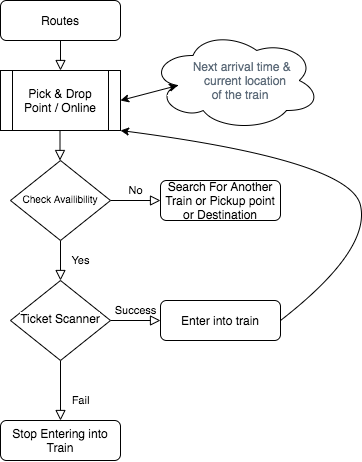 Routes
Pick & Drop
Point / Online
Next arrival time &
current location
of the train
Check Availibility
No
Search For Another
Train or Pickup point
or Destination
Yes
Ticket Scanner
Success
Enter into train
Fail
Stop Entering into
Train